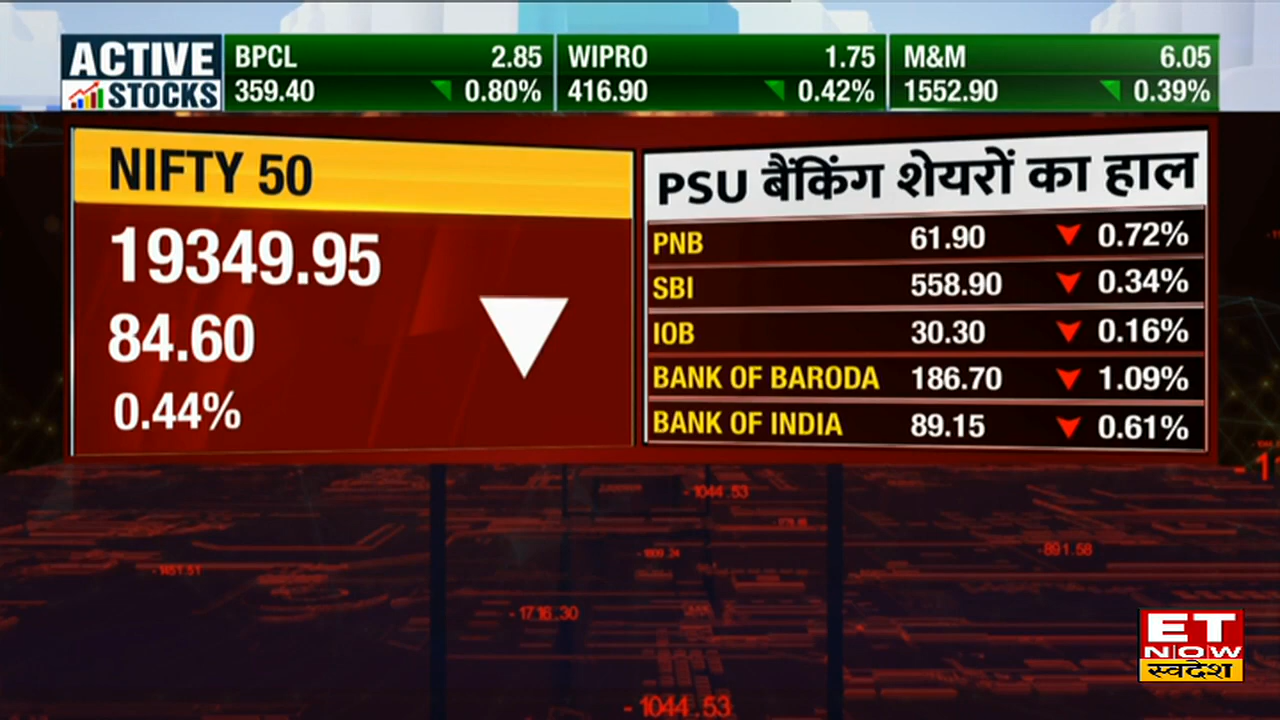 ACTIVE STOCKS
BPCL 2.85
359.40 0.80%
WIPRO 1.75
416.90 0.42%
M&M 6.05
1552.90 0.39%
NIFTY 50
19349.95
84.60
0.44%
PSU बैंकिंग शेयरों का हाल
PNB 61.90 0.72%
SBI 558.90 0.34%
IOB 30.30 0.16%
BANK OF BARODA 186.70 1.09%
BANK OF INDIA 89.15 0.61%
-1044.53
-891.58
-1451.51
-1716.30
-1044.53
ET
NOW
स्वदेश